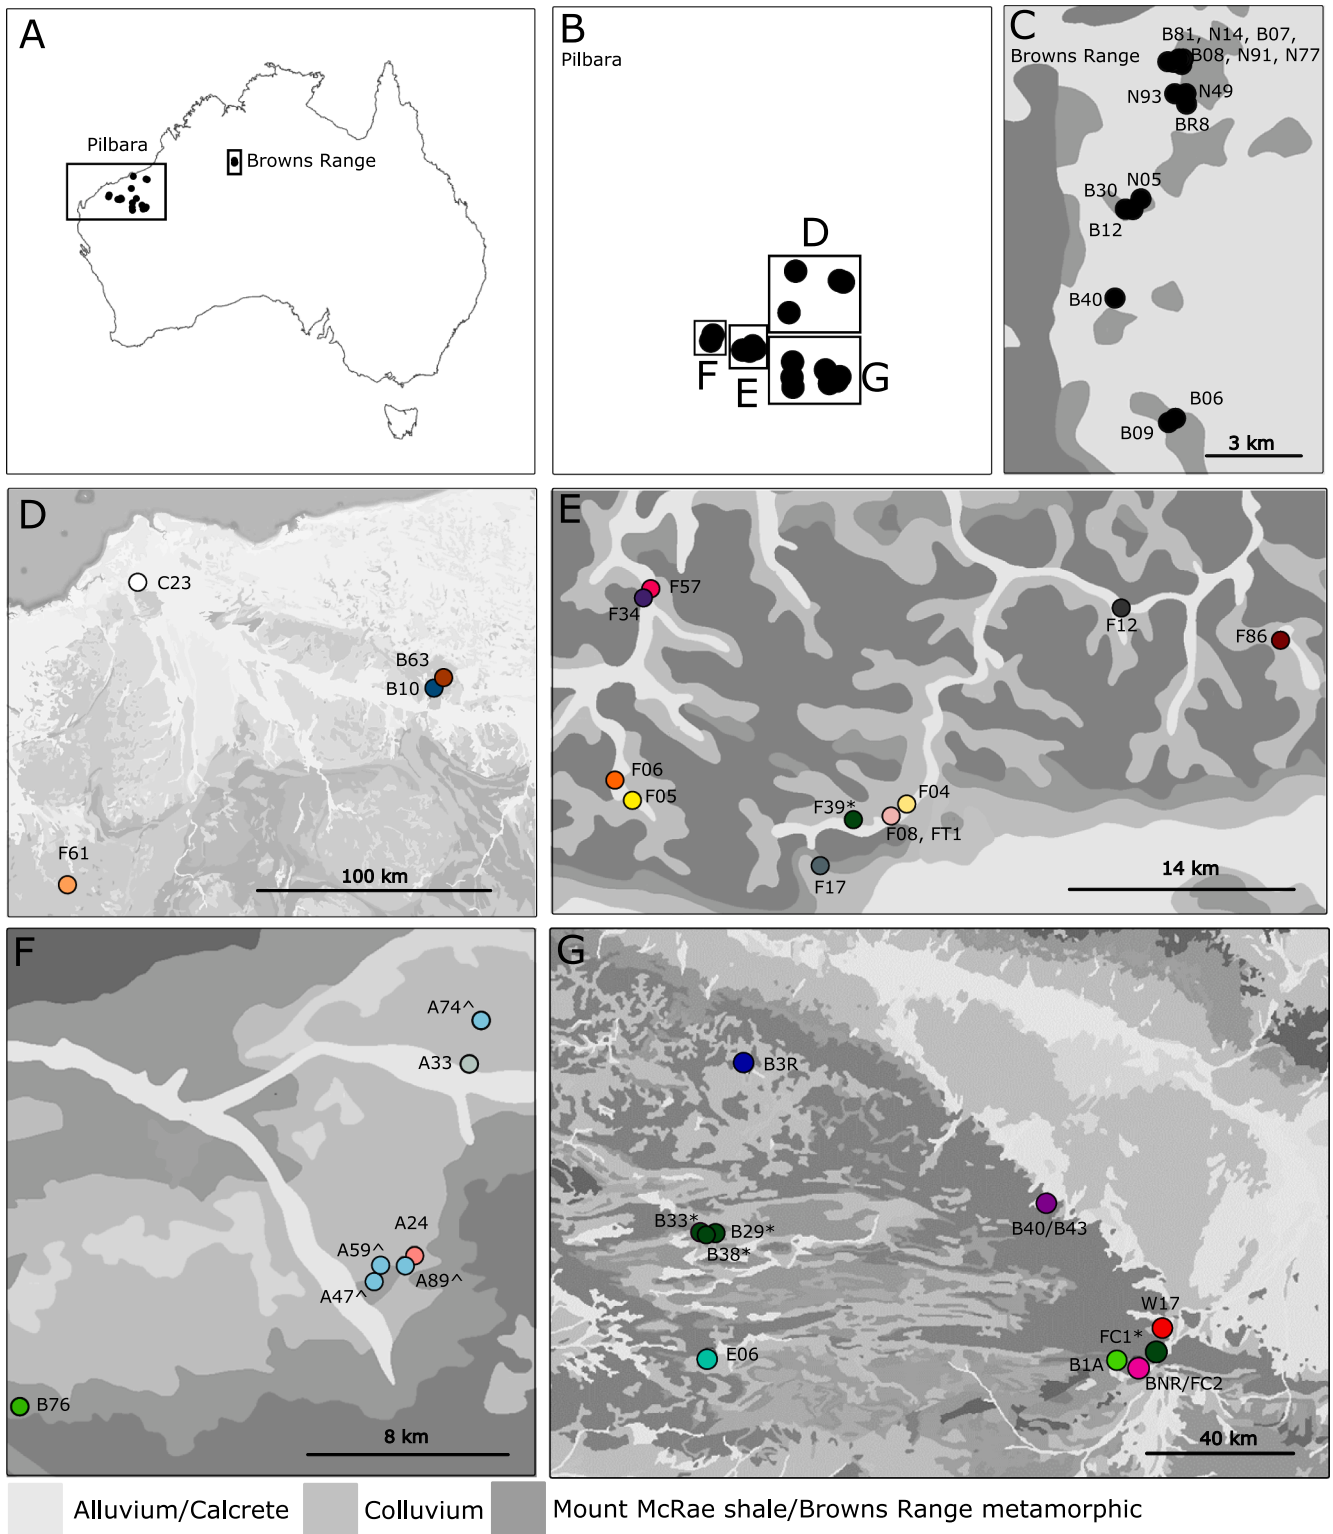 A
Pilbara
Browns Range
B
Pilbara
D
F
E
G
C
B81, N14, B07,
Browns Range
B08, N91, N77
N93
N49
BR8
N05
B30
B12
B40
B06
B09
3 km
D
C23
B63
B10
F61
100 km
E
F57
F34
F12
F86
F06
F05
F04
F39*
F08, FT1
F17
14 km
F
A74^
A33
A24
A59^
A89^
A47^
B76
8 km
G
B3R
B40/B43
B33*
B29*
B38*
W17
FC1*
E06
B1A
BNR/FC2
40 km
Alluvium/Calcrete
Colluvium
Mount McRae shale/Browns Range metamorphic